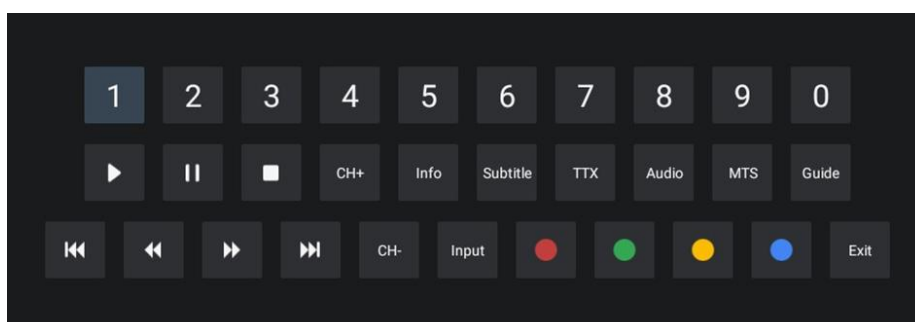 1 2 3 4 5 6 7 8 9 0
CH+ Info Subtitle TTX Audio MTS Guide
CH- Input Exit